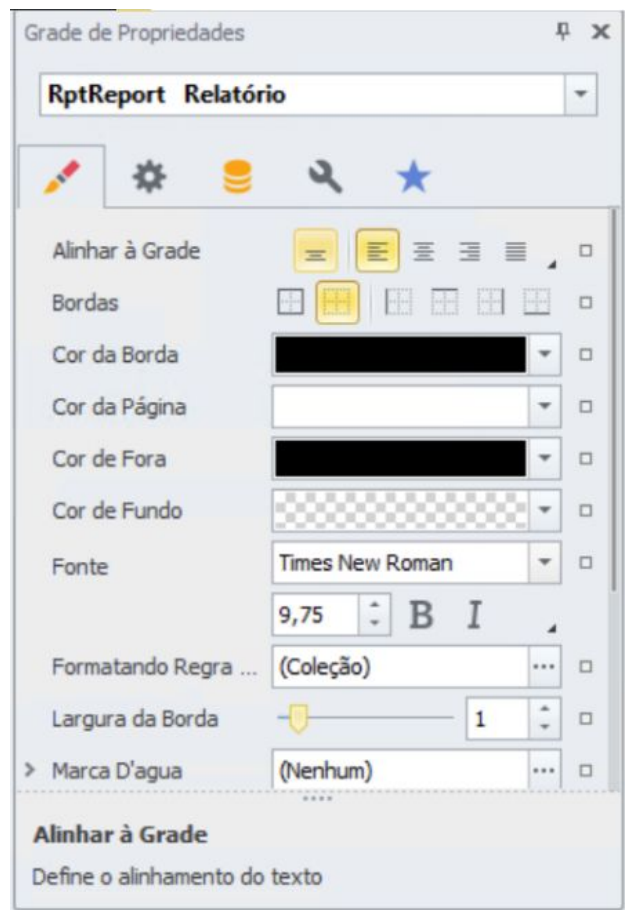 Grade de Propriedades
RptReport Relatório
Alinhar à Grade
Bordas
Cor da Borda
Cor da Página
Cor de Fora
Cor de Fundo
Fonte Times New Roman
9,75 B I
Formatando Regra ... (Coleção)
Largura da Borda 1
Marca D'agua (Nenhum)
Alinhar à Grade
Define o alinhamento do texto